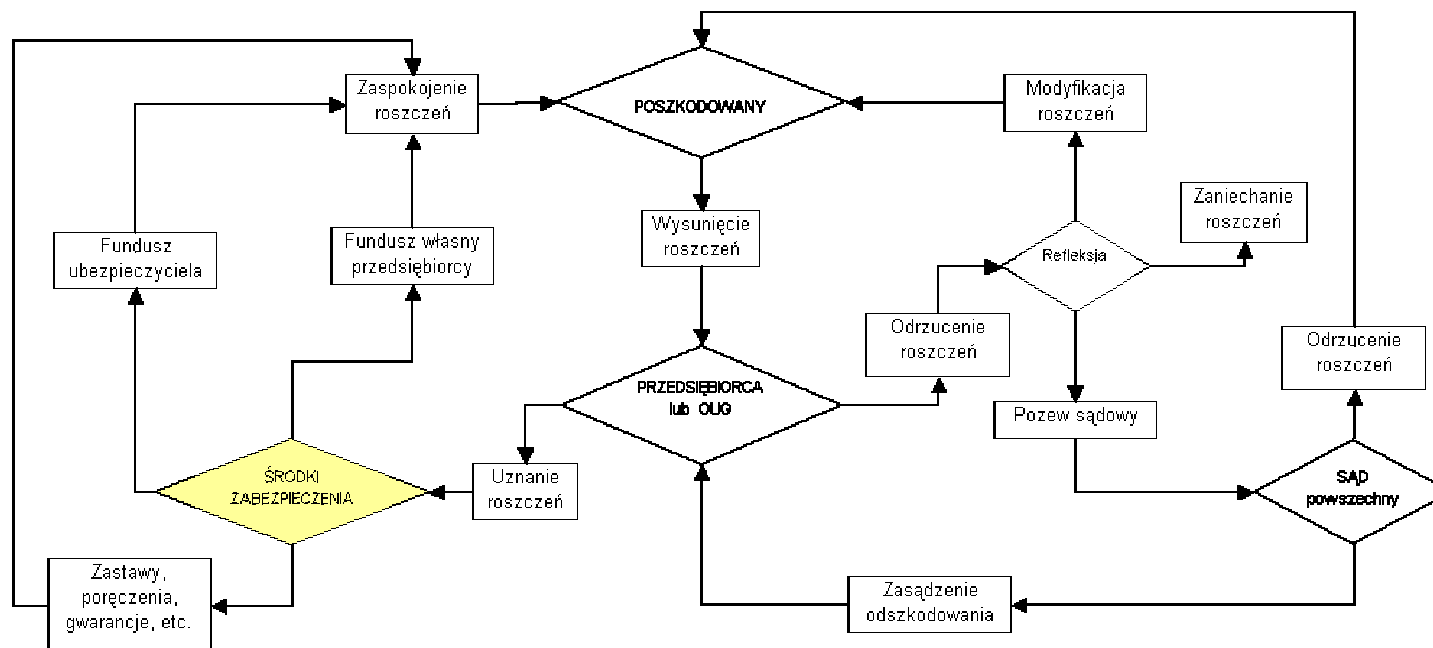 Zaspokojenie
roszczeń
POSZKODOWANY
Modyfikacja
roszczeń
Zaniechanie
roszczeń
Wysunięcie
roszczeń
Fundusz
ubezpieczyciela
Fundusz własny
przedsiębiorcy
Refleksja
Odrzucenie
roszczeń
Odrzucenie
roszczeń
PRZEDSIĘBIORCA
lub OUG
Pozew sądowy
ŚRODKI
ZABEZPIECZENIA
Uznanie
roszczeń
SĄD
powszechny
Zastawy,
poręczenia,
gwarancje, etc.
Zasądzenie
odszkodowania